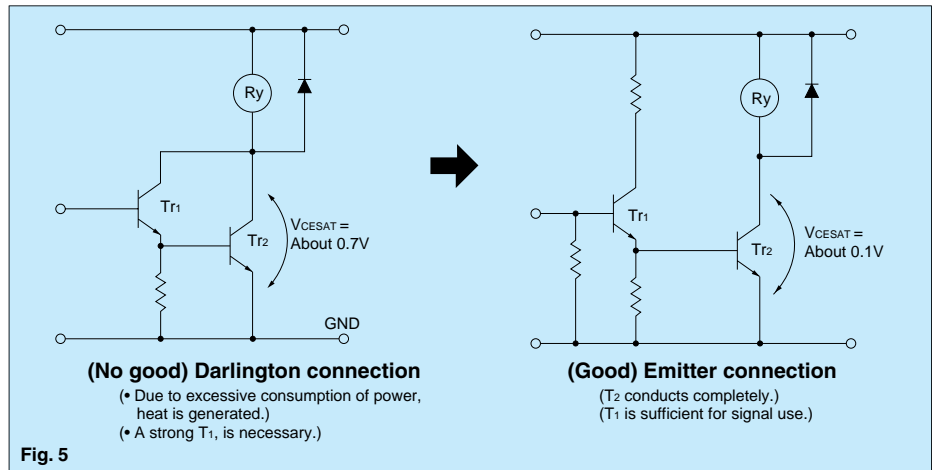 Ry
Tr1
Tr2
VCESAT =
About 0.7V
GND
(No good) Darlington connection
(• Due to excessive consumption of power,
heat is generated.)
(• A strong T1, is necessary.)
Ry
Tr1
Tr2
VCESAT =
About 0.1V
(Good) Emitter connection
(T2 conducts completely.)
(T1 is sufficient for signal use.)
Fig. 5